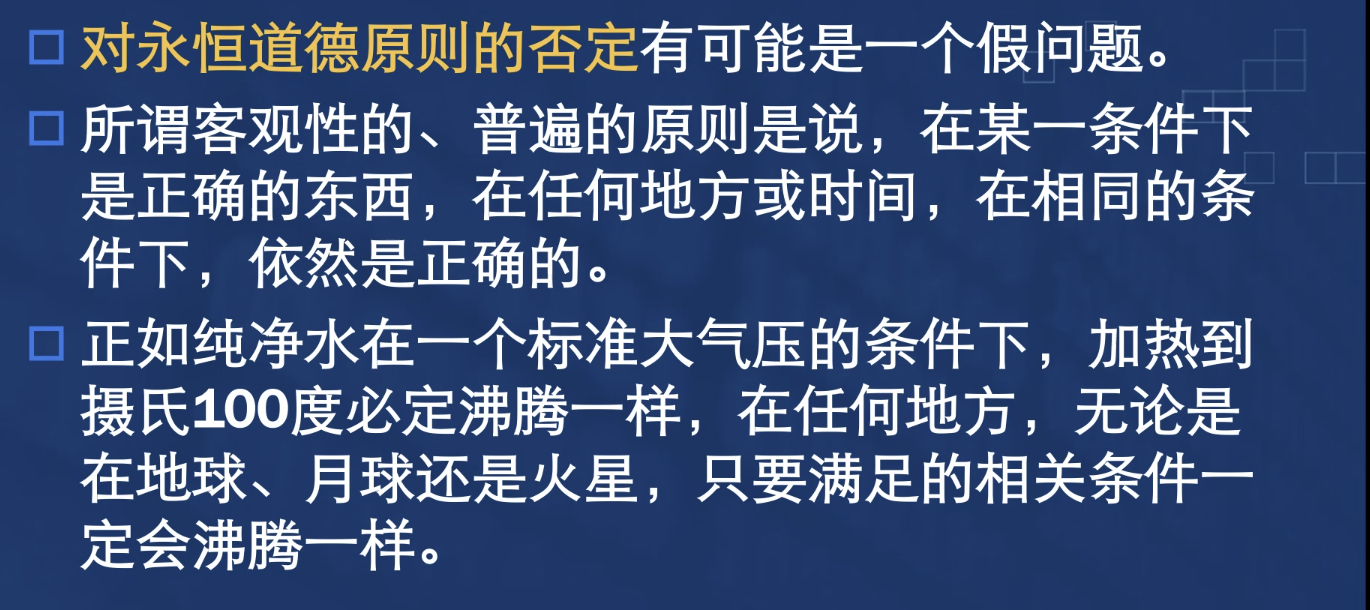 对永恒道德原则的否定有可能是一个假问题。
所谓客观性的、普遍的原则是说，在某一条件下
是正确的东西，在任何地方或时间，在相同的条
件下，依然是正确的。
正如纯净水在一个标准大气压的条件下，加热到
摄氏100度必定沸腾一样，在任何地方，无论是
在地球、月球还是火星，只要满足的相关条件一
定会沸腾一样。